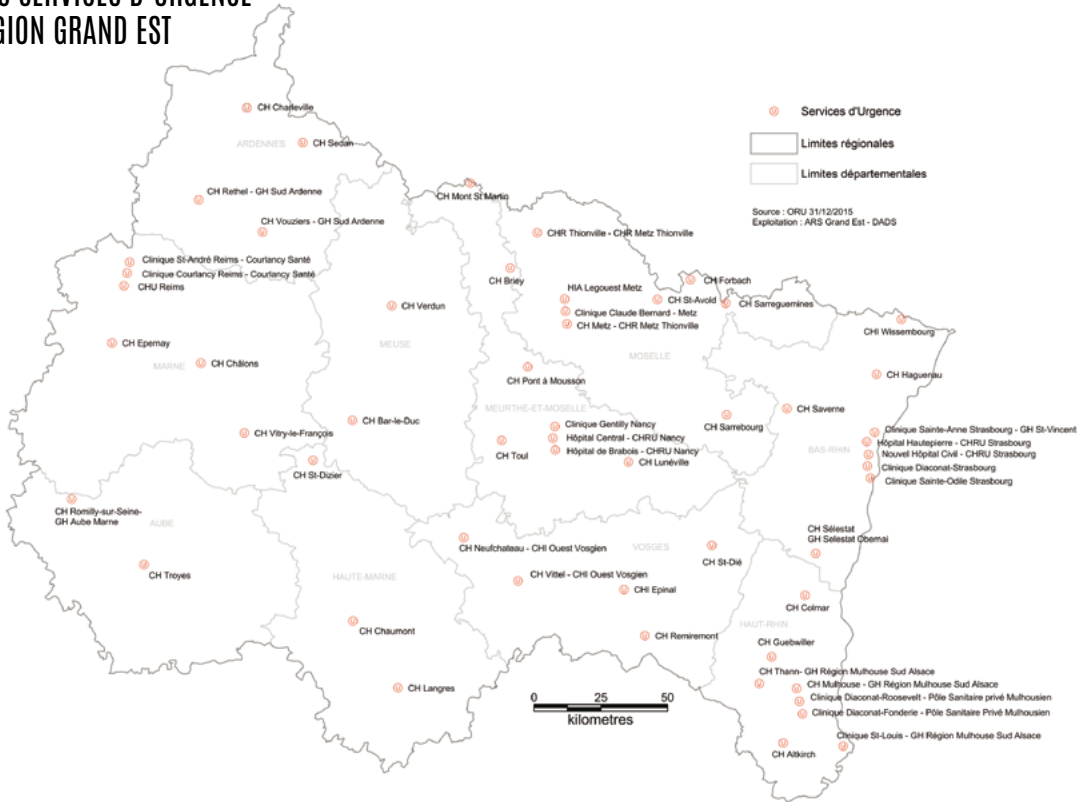 SERVICES D'URGENCE
GION GRAND EST
CH Charleville
ARDENNES
CH Sedan
CH Rethel - GH Sud Ardenne
CH Vouziers - GH Sud Ardenne
CH Mont St Martin
Services d'Urgence
Limites régionales
Limites départementales
Source : ORU 31/12/2015
Exploitation : ARS Grand Est - DADS
Clinique St-André Reims - Courlancy Santé
Clinique Courlancy Reims - Courlancy Santé
CHU Reims
CHR Thionville - CHR Metz Thionville
CH Briey
HIA Legouest Metz
Clinique Claude Bernard - Metz
CH Metz - CHR Metz Thionville
CH St-Avold
CH Forbach
CH Sarreguemines
CHI Wissembourg
CH Verdun
MEUSE
CH Epernay
MARNE
CH Châlons
MOSELLE
CH Pont à Mousson
CH Haguenau
MEURTHE-ET-MOSELLE
CH Bar-le-Duc
CH Vitry-le-François
Clinique Gentilly Nancy
Hôpital Central - CHRU Nancy
Hôpital de Brabois - CHRU Nancy
CH Toul
CH Lunéville
CH Sarrebourg
CH Saverne
BAS-RHIN
Clinique Sainte-Anne Strasbourg - GH St-Vincent
Hôpital Hautepierre - CHRU Strasbourg
Nouvel Hôpital Civil - CHRU Strasbourg
Clinique Diaconat-Strasbourg
Clinique Sainte-Odile Strasbourg
CH St-Dizier
CH Romilly-sur-Seine-
GH Aube Marne
AUBE
CH Troyes
HAUTE-MARNE
CH Neufchateau - CHI Ouest Vosgien
VOSGES
CH Vittel - CHI Ouest Vosgien
CHI Epinal
CH St-Dié
CH Sélestat
GH Selestat Obernai
CH Colmar
HAUT-RHIN
CH Chaumont
CH Remiremont
CH Guebwiller
CH Thann- GH Région Mulhouse Sud Alsace
CH Mulhouse - GH Région Mulhouse Sud Alsace
Clinique Diaconat-Roosevelt - Pôle Sanitaire privé Mulhousien
Clinique Diaconat-Fonderie - Pôle Sanitaire Privé Mulhousien
CH Langres
0 25 50
kilometres
Clinique St-Louis - GH Région Mulhouse Sud Alsace
CH Altkirch